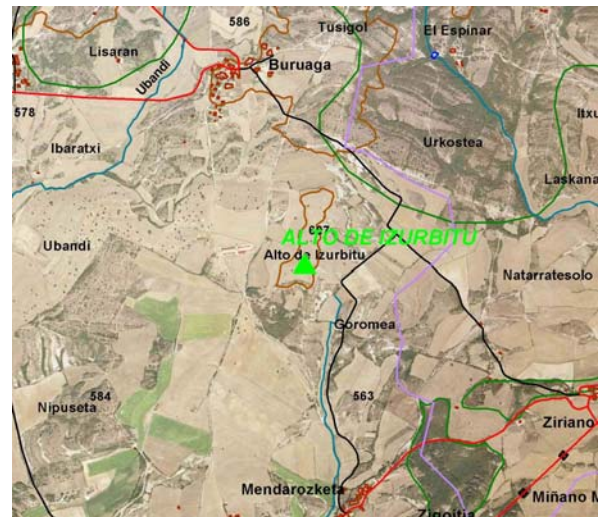 586
Tusigol
El Espinar
Lisaran
Ubandi
Buruaga
578
Ibaratxi
Urkostea
Laskana
Ubandi
ALTO DE IZURBITU
Alto de Izurbitu
Natarratesolo
Goromea
Nipuseta
584
563
Ziriano
Mendarozketa
Zigoitia
Miñano M